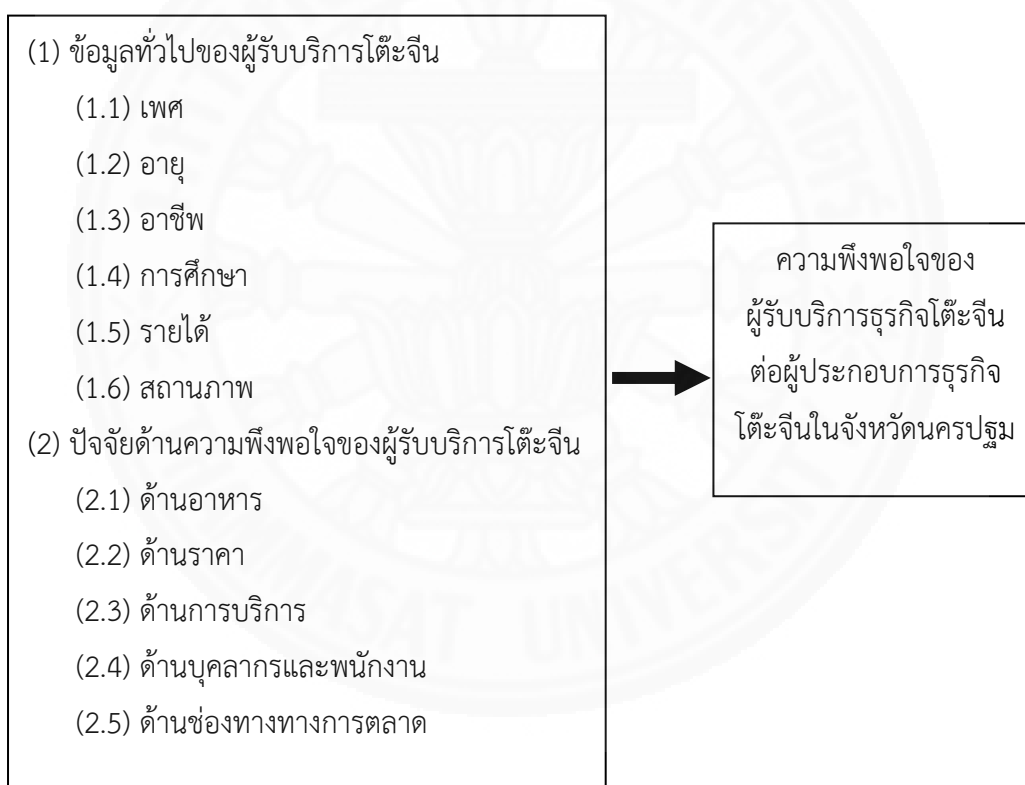 (1) ข้อมูลทั่วไปของผู้รับบริการโต๊ะจีน
(1.1) เพศ
(1.2) อายุ
(1.3) อาชีพ
(1.4) การศึกษา
(1.5) รายได้
(1.6) สถานภาพ
(2) ปัจจัยด้านความพึงพอใจของผู้รับบริการโต๊ะจีน
(2.1) ด้านอาหาร
(2.2) ด้านราคา
(2.3) ด้านการบริการ
(2.4) ด้านบุคลากรและพนักงาน
(2.5) ด้านช่องทางทางการตลาด
ความพึงพอใจของ
ผู้รับบริการธุรกิจโต๊ะจีน
ต่อผู้ประกอบการธุรกิจ
โต๊ะจีนในจังหวัดนครปฐม